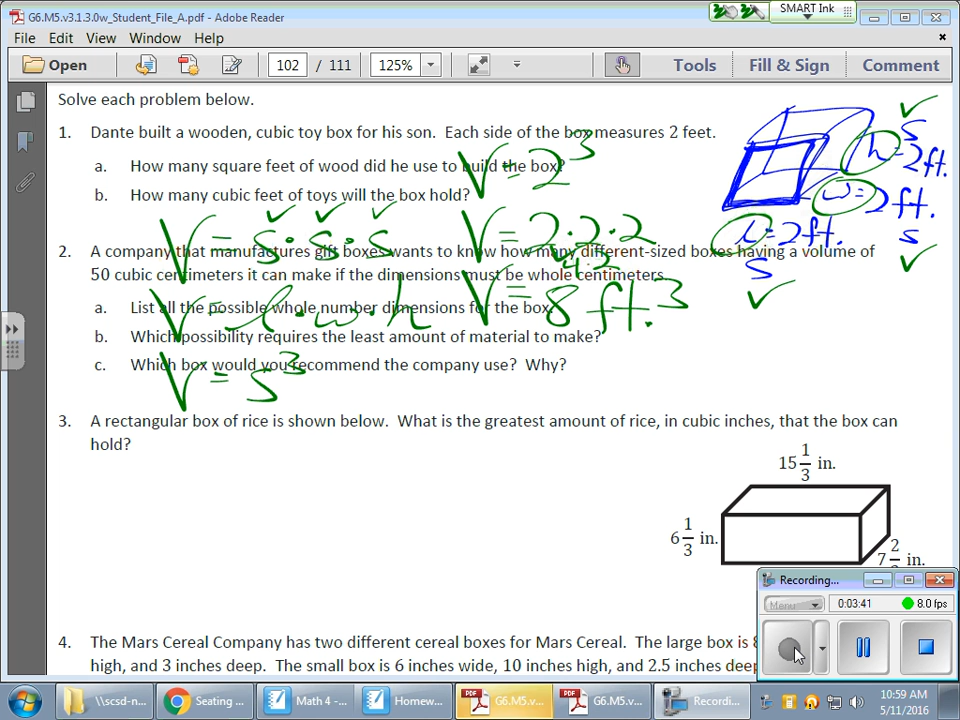 G6.M5.v3.1.3.0w_Student_File_A.pdf - Adobe Reader
SMART Ink
File Edit View Window Help
Open 102 / 111 125% Tools Fill & Sign Comment
Solve each problem below.
1. Dante built a wooden, cubic toy box for his son. Each side of the box measures 2 feet.
a. How many square feet of wood did he use to build the box?
b. How many cubic feet of toys will the box hold?
V = 2³
h = 2ft.
s
w = 2ft.
s
l = 2ft.
s
V = s·s·s
V = 2·2·2
4·2
2. A company that manufactures gift boxes wants to know how many different-sized boxes having a volume of
50 cubic centimeters it can make if the dimensions must be whole centimeters.
a. List all the possible whole number dimensions for the box.
V = l·w·h
V = 8 ft.³
b. Which possibility requires the least amount of material to make?
c. Which box would you recommend the company use? Why?
V = s³
3. A rectangular box of rice is shown below. What is the greatest amount of rice, in cubic inches, that the box can
hold?
15 1/3 in.
6 1/3 in.
7 2/ in.
Recording...
Menu 0:03:41 8.0 fps
4. The Mars Cereal Company has two different cereal boxes for Mars Cereal. The large box is 8
high, and 3 inches deep. The small box is 6 inches wide, 10 inches high, and 2.5 inches deep
\\sccd-n... Seating ... Math 4 -... Homew... G6.M5.v... G6.M5.v... Recordi...
10:59 AM
5/11/2016